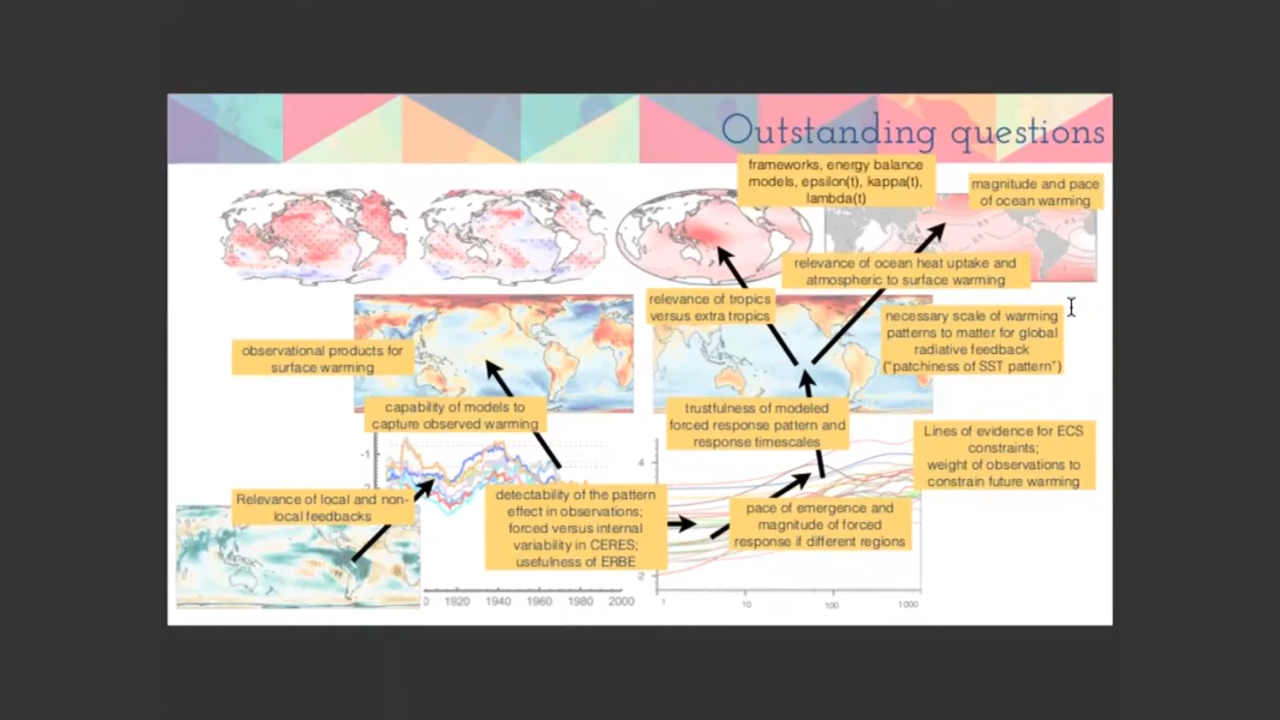 Outstanding questions
frameworks, energy balance
models, epsilon(t), kappa(t),
lambda(t)
magnitude and pace
of ocean warming
relevance of ocean heat uptake and
atmospheric to surface warming
relevance of tropics
versus extra tropics
necessary scale of warming
patterns to matter for global
radiative feedback
("patchiness of SST pattern")
observational products for
surface warming
capability of models to
capture observed warming
trustfulness of modeled
forced response pattern and
response timescales
Lines of evidence for ECS
constraints;
weight of observations to
constrain future warming
-1
4
Relevance of local and non-
local feedbacks
detectability of the pattern
effect in observations;
forced versus internal
variability in CERES;
usefulness of ERBE
pace of emergence and
magnitude of forced
response if different regions
2
0 1920 1940 1960 1980 2000
1 10 100 1000